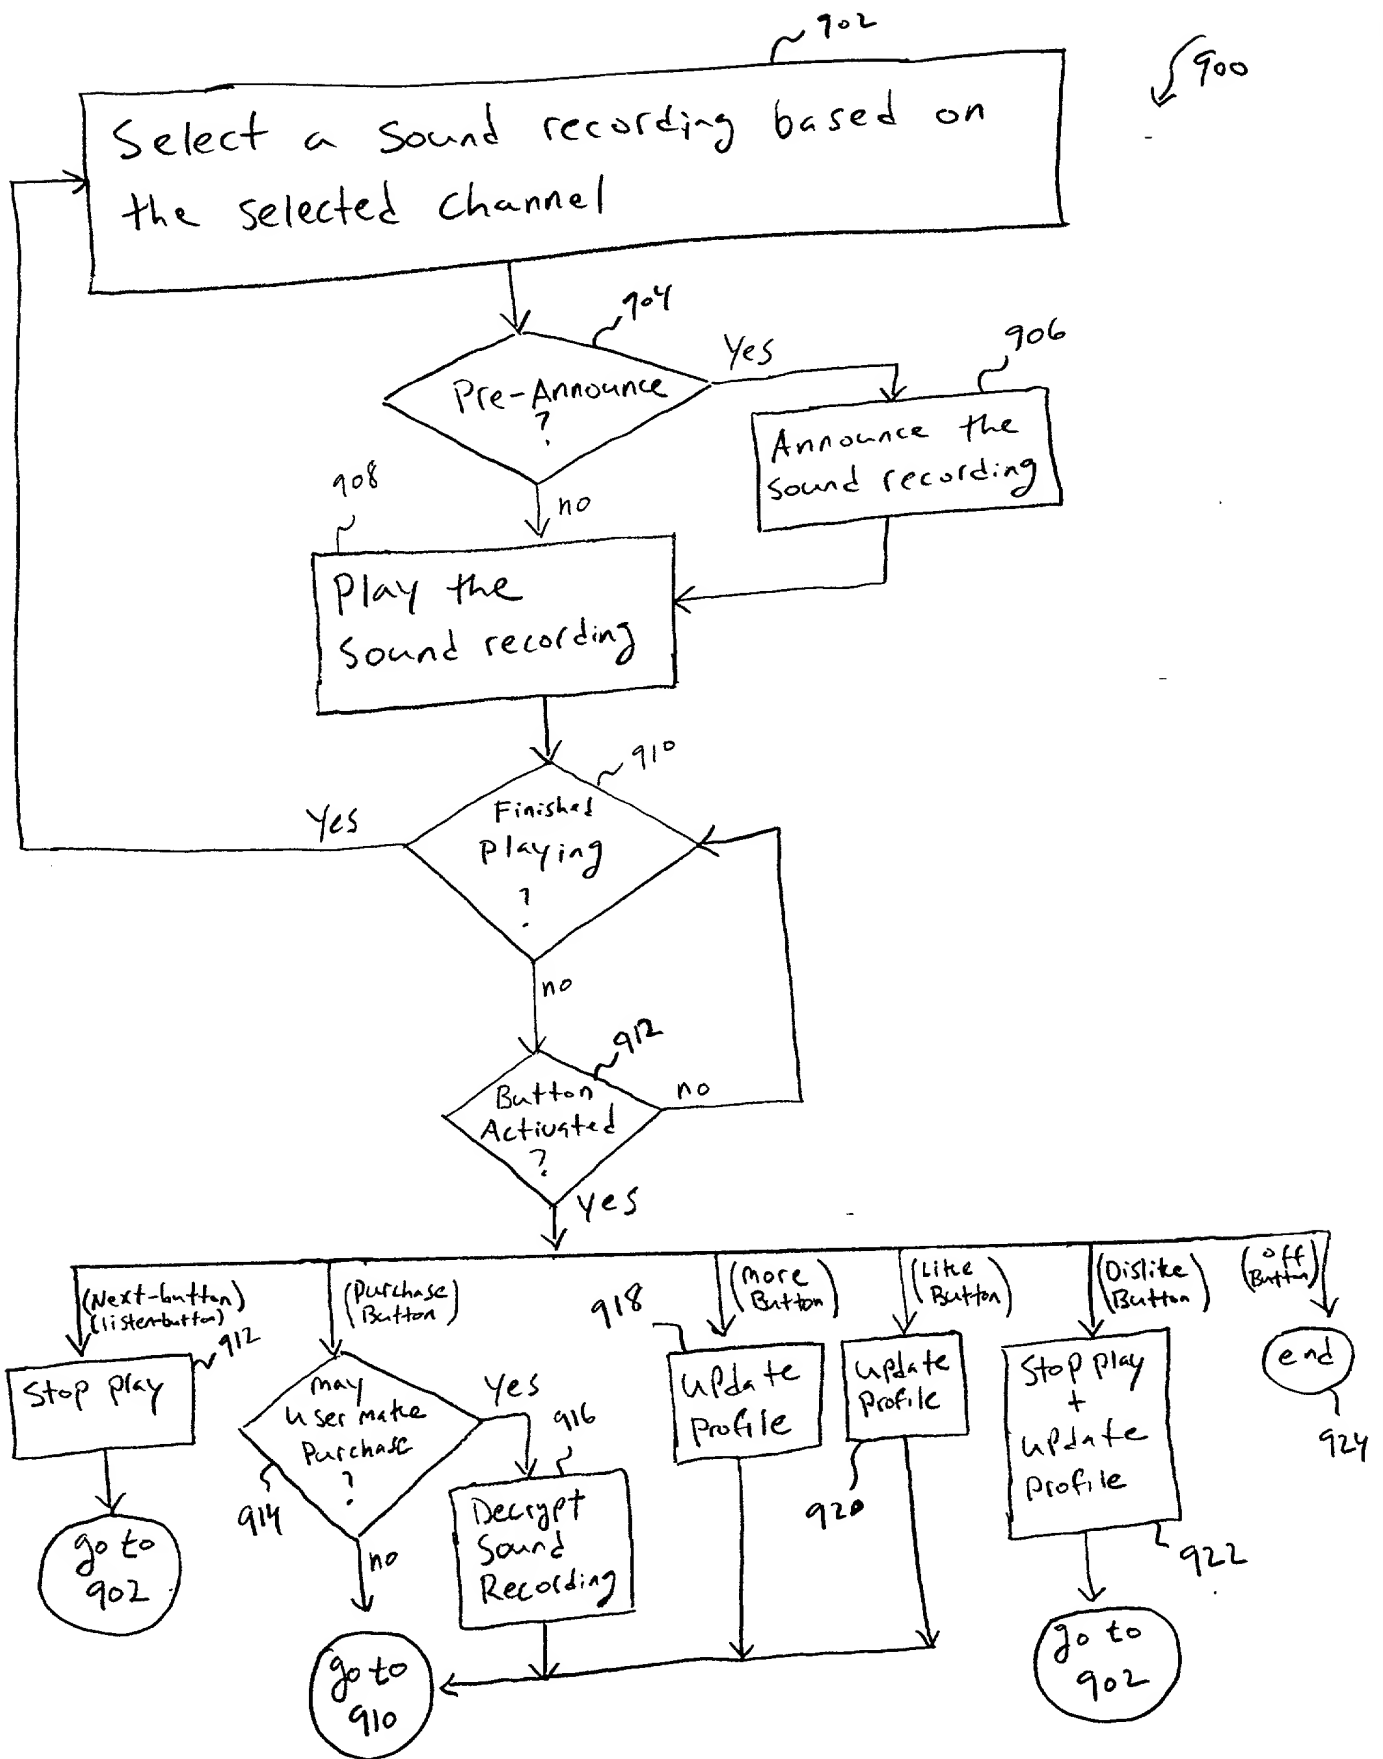 902
900
Select a sound recording based on
the selected channel
904
Pre-Announce
?
Yes
906
Announce the
sound recording
no
908
Play the
sound recording
910
Finished
Playing
?
Yes
no
912
Button
Activated
?
no
Yes
(Next-button)
(listen-button)
912
Stop play
go to
902
(Purchase
Button)
May
User make
Purchase
?
914
Yes
no
916
Decrypt
Sound
Recording
go to
910
(More
Button)
918
Update
Profile
(Like
Button)
Update
Profile
920
(Dislike
Button)
Stop play
+
update
Profile
922
go to
902
(Off
Button)
end
924